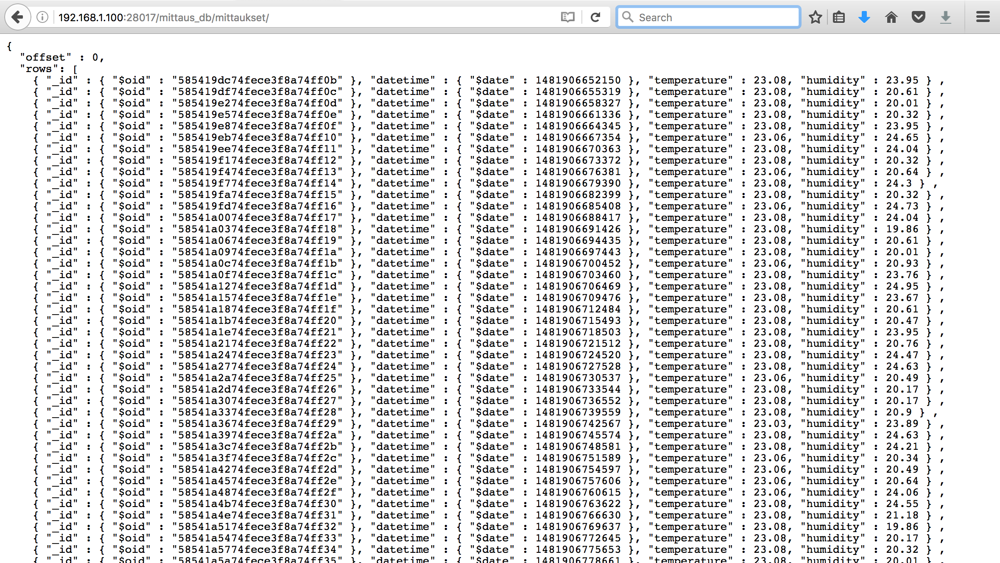 192.168.1.100:28017/mittaus_db/mittaukset/
Search
{
"offset" : 0,
"rows": [
{ "_id" : { "$oid" : "585419dc74fece3f8a74ff0b" }, "datetime" : { "$date" : 1481906652150 }, "temperature" : 23.08, "humidity" : 23.95 } ,
{ "_id" : { "$oid" : "585419df74fece3f8a74ff0c" }, "datetime" : { "$date" : 1481906655319 }, "temperature" : 23.08, "humidity" : 20.61 } ,
{ "_id" : { "$oid" : "585419e274fece3f8a74ff0d" }, "datetime" : { "$date" : 1481906658327 }, "temperature" : 23.08, "humidity" : 20.01 } ,
{ "_id" : { "$oid" : "585419e574fece3f8a74ff0e" }, "datetime" : { "$date" : 1481906661336 }, "temperature" : 23.08, "humidity" : 20.32 } ,
{ "_id" : { "$oid" : "585419e874fece3f8a74ff0f" }, "datetime" : { "$date" : 1481906664345 }, "temperature" : 23.08, "humidity" : 23.95 } ,
{ "_id" : { "$oid" : "585419eb74fece3f8a74ff10" }, "datetime" : { "$date" : 1481906667354 }, "temperature" : 23.06, "humidity" : 24.65 } ,
{ "_id" : { "$oid" : "585419ee74fece3f8a74ff11" }, "datetime" : { "$date" : 1481906670363 }, "temperature" : 23.08, "humidity" : 24.04 } ,
{ "_id" : { "$oid" : "585419f174fece3f8a74ff12" }, "datetime" : { "$date" : 1481906673372 }, "temperature" : 23.08, "humidity" : 20.32 } ,
{ "_id" : { "$oid" : "585419f474fece3f8a74ff13" }, "datetime" : { "$date" : 1481906676381 }, "temperature" : 23.06, "humidity" : 20.64 } ,
{ "_id" : { "$oid" : "585419f774fece3f8a74ff14" }, "datetime" : { "$date" : 1481906679390 }, "temperature" : 23.08, "humidity" : 24.3 } ,
{ "_id" : { "$oid" : "585419fa74fece3f8a74ff15" }, "datetime" : { "$date" : 1481906682399 }, "temperature" : 23.08, "humidity" : 20.32 } ,
{ "_id" : { "$oid" : "585419fd74fece3f8a74ff16" }, "datetime" : { "$date" : 1481906685408 }, "temperature" : 23.06, "humidity" : 24.73 } ,
{ "_id" : { "$oid" : "58541a0074fece3f8a74ff17" }, "datetime" : { "$date" : 1481906688417 }, "temperature" : 23.08, "humidity" : 24.04 } ,
{ "_id" : { "$oid" : "58541a0374fece3f8a74ff18" }, "datetime" : { "$date" : 1481906691426 }, "temperature" : 23.08, "humidity" : 19.86 } ,
{ "_id" : { "$oid" : "58541a0674fece3f8a74ff19" }, "datetime" : { "$date" : 1481906694435 }, "temperature" : 23.08, "humidity" : 20.61 } ,
{ "_id" : { "$oid" : "58541a0974fece3f8a74ff1a" }, "datetime" : { "$date" : 1481906697443 }, "temperature" : 23.08, "humidity" : 20.01 } ,
{ "_id" : { "$oid" : "58541a0c74fece3f8a74ff1b" }, "datetime" : { "$date" : 1481906700452 }, "temperature" : 23.06, "humidity" : 20.93 } ,
{ "_id" : { "$oid" : "58541a0f74fece3f8a74ff1c" }, "datetime" : { "$date" : 1481906703460 }, "temperature" : 23.08, "humidity" : 23.76 } ,
{ "_id" : { "$oid" : "58541a1274fece3f8a74ff1d" }, "datetime" : { "$date" : 1481906706469 }, "temperature" : 23.08, "humidity" : 24.95 } ,
{ "_id" : { "$oid" : "58541a1574fece3f8a74ff1e" }, "datetime" : { "$date" : 1481906709476 }, "temperature" : 23.08, "humidity" : 23.67 } ,
{ "_id" : { "$oid" : "58541a1874fece3f8a74ff1f" }, "datetime" : { "$date" : 1481906712484 }, "temperature" : 23.08, "humidity" : 20.61 } ,
{ "_id" : { "$oid" : "58541a1b74fece3f8a74ff20" }, "datetime" : { "$date" : 1481906715493 }, "temperature" : 23.08, "humidity" : 20.47 } ,
{ "_id" : { "$oid" : "58541a1e74fece3f8a74ff21" }, "datetime" : { "$date" : 1481906718503 }, "temperature" : 23.08, "humidity" : 23.95 } ,
{ "_id" : { "$oid" : "58541a2174fece3f8a74ff22" }, "datetime" : { "$date" : 1481906721512 }, "temperature" : 23.08, "humidity" : 20.76 } ,
{ "_id" : { "$oid" : "58541a2474fece3f8a74ff23" }, "datetime" : { "$date" : 1481906724520 }, "temperature" : 23.08, "humidity" : 24.47 } ,
{ "_id" : { "$oid" : "58541a2774fece3f8a74ff24" }, "datetime" : { "$date" : 1481906727528 }, "temperature" : 23.08, "humidity" : 24.63 } ,
{ "_id" : { "$oid" : "58541a2a74fece3f8a74ff25" }, "datetime" : { "$date" : 1481906730537 }, "temperature" : 23.06, "humidity" : 20.49 } ,
{ "_id" : { "$oid" : "58541a2d74fece3f8a74ff26" }, "datetime" : { "$date" : 1481906733544 }, "temperature" : 23.08, "humidity" : 20.17 } ,
{ "_id" : { "$oid" : "58541a3074fece3f8a74ff27" }, "datetime" : { "$date" : 1481906736552 }, "temperature" : 23.08, "humidity" : 20.17 } ,
{ "_id" : { "$oid" : "58541a3374fece3f8a74ff28" }, "datetime" : { "$date" : 1481906739559 }, "temperature" : 23.08, "humidity" : 20.9 } ,
{ "_id" : { "$oid" : "58541a3674fece3f8a74ff29" }, "datetime" : { "$date" : 1481906742567 }, "temperature" : 23.03, "humidity" : 23.89 } ,
{ "_id" : { "$oid" : "58541a3974fece3f8a74ff2a" }, "datetime" : { "$date" : 1481906745574 }, "temperature" : 23.08, "humidity" : 24.63 } ,
{ "_id" : { "$oid" : "58541a3c74fece3f8a74ff2b" }, "datetime" : { "$date" : 1481906748581 }, "temperature" : 23.08, "humidity" : 24.21 } ,
{ "_id" : { "$oid" : "58541a3f74fece3f8a74ff2c" }, "datetime" : { "$date" : 1481906751589 }, "temperature" : 23.06, "humidity" : 20.34 } ,
{ "_id" : { "$oid" : "58541a4274fece3f8a74ff2d" }, "datetime" : { "$date" : 1481906754597 }, "temperature" : 23.06, "humidity" : 20.49 } ,
{ "_id" : { "$oid" : "58541a4574fece3f8a74ff2e" }, "datetime" : { "$date" : 1481906757606 }, "temperature" : 23.06, "humidity" : 20.64 } ,
{ "_id" : { "$oid" : "58541a4874fece3f8a74ff2f" }, "datetime" : { "$date" : 1481906760615 }, "temperature" : 23.06, "humidity" : 24.06 } ,
{ "_id" : { "$oid" : "58541a4b74fece3f8a74ff30" }, "datetime" : { "$date" : 1481906763622 }, "temperature" : 23.08, "humidity" : 24.55 } ,
{ "_id" : { "$oid" : "58541a4e74fece3f8a74ff31" }, "datetime" : { "$date" : 1481906766630 }, "temperature" : 23.08, "humidity" : 21.18 } ,
{ "_id" : { "$oid" : "58541a5174fece3f8a74ff32" }, "datetime" : { "$date" : 1481906769637 }, "temperature" : 23.08, "humidity" : 19.86 } ,
{ "_id" : { "$oid" : "58541a5474fece3f8a74ff33" }, "datetime" : { "$date" : 1481906772645 }, "temperature" : 23.08, "humidity" : 20.17 } ,
{ "_id" : { "$oid" : "58541a5774fece3f8a74ff34" }, "datetime" : { "$date" : 1481906775653 }, "temperature" : 23.08, "humidity" : 20.32 } ,
{ "_id" : { "$oid" : "58541a5a74fece3f8a74ff35" }, "datetime" : { "$date" : 1481906778661 }, "temperature" : 23.08, "humidity" : 20.01 } ,